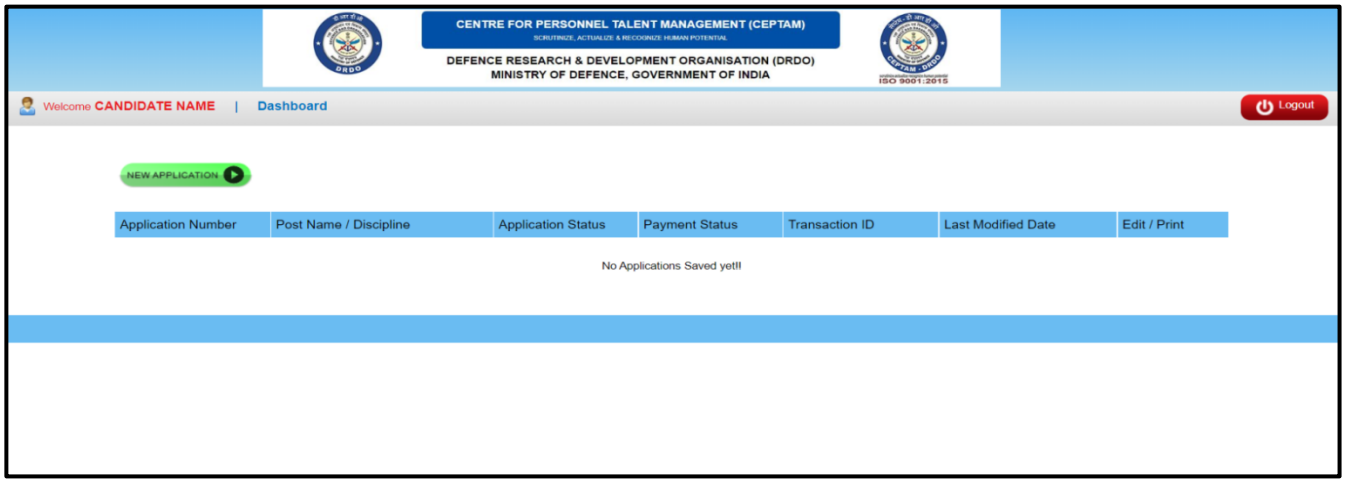 CENTRE FOR PERSONNEL TALENT MANAGEMENT (CEPTAM)
SCRUTINIZE, ACTUALIZE & RECOGNIZE HUMAN POTENTIAL
DEFENCE RESEARCH & DEVELOPMENT ORGANISATION (DRDO)
MINISTRY OF DEFENCE, GOVERNMENT OF INDIA
DRDO
CEPTAM - DRDO
ISO 9001:2015
Welcome CANDIDATE NAME | Dashboard
Logout
NEW APPLICATION
Application Number Post Name / Discipline Application Status Payment Status Transaction ID Last Modified Date Edit / Print
No Applications Saved yet!!